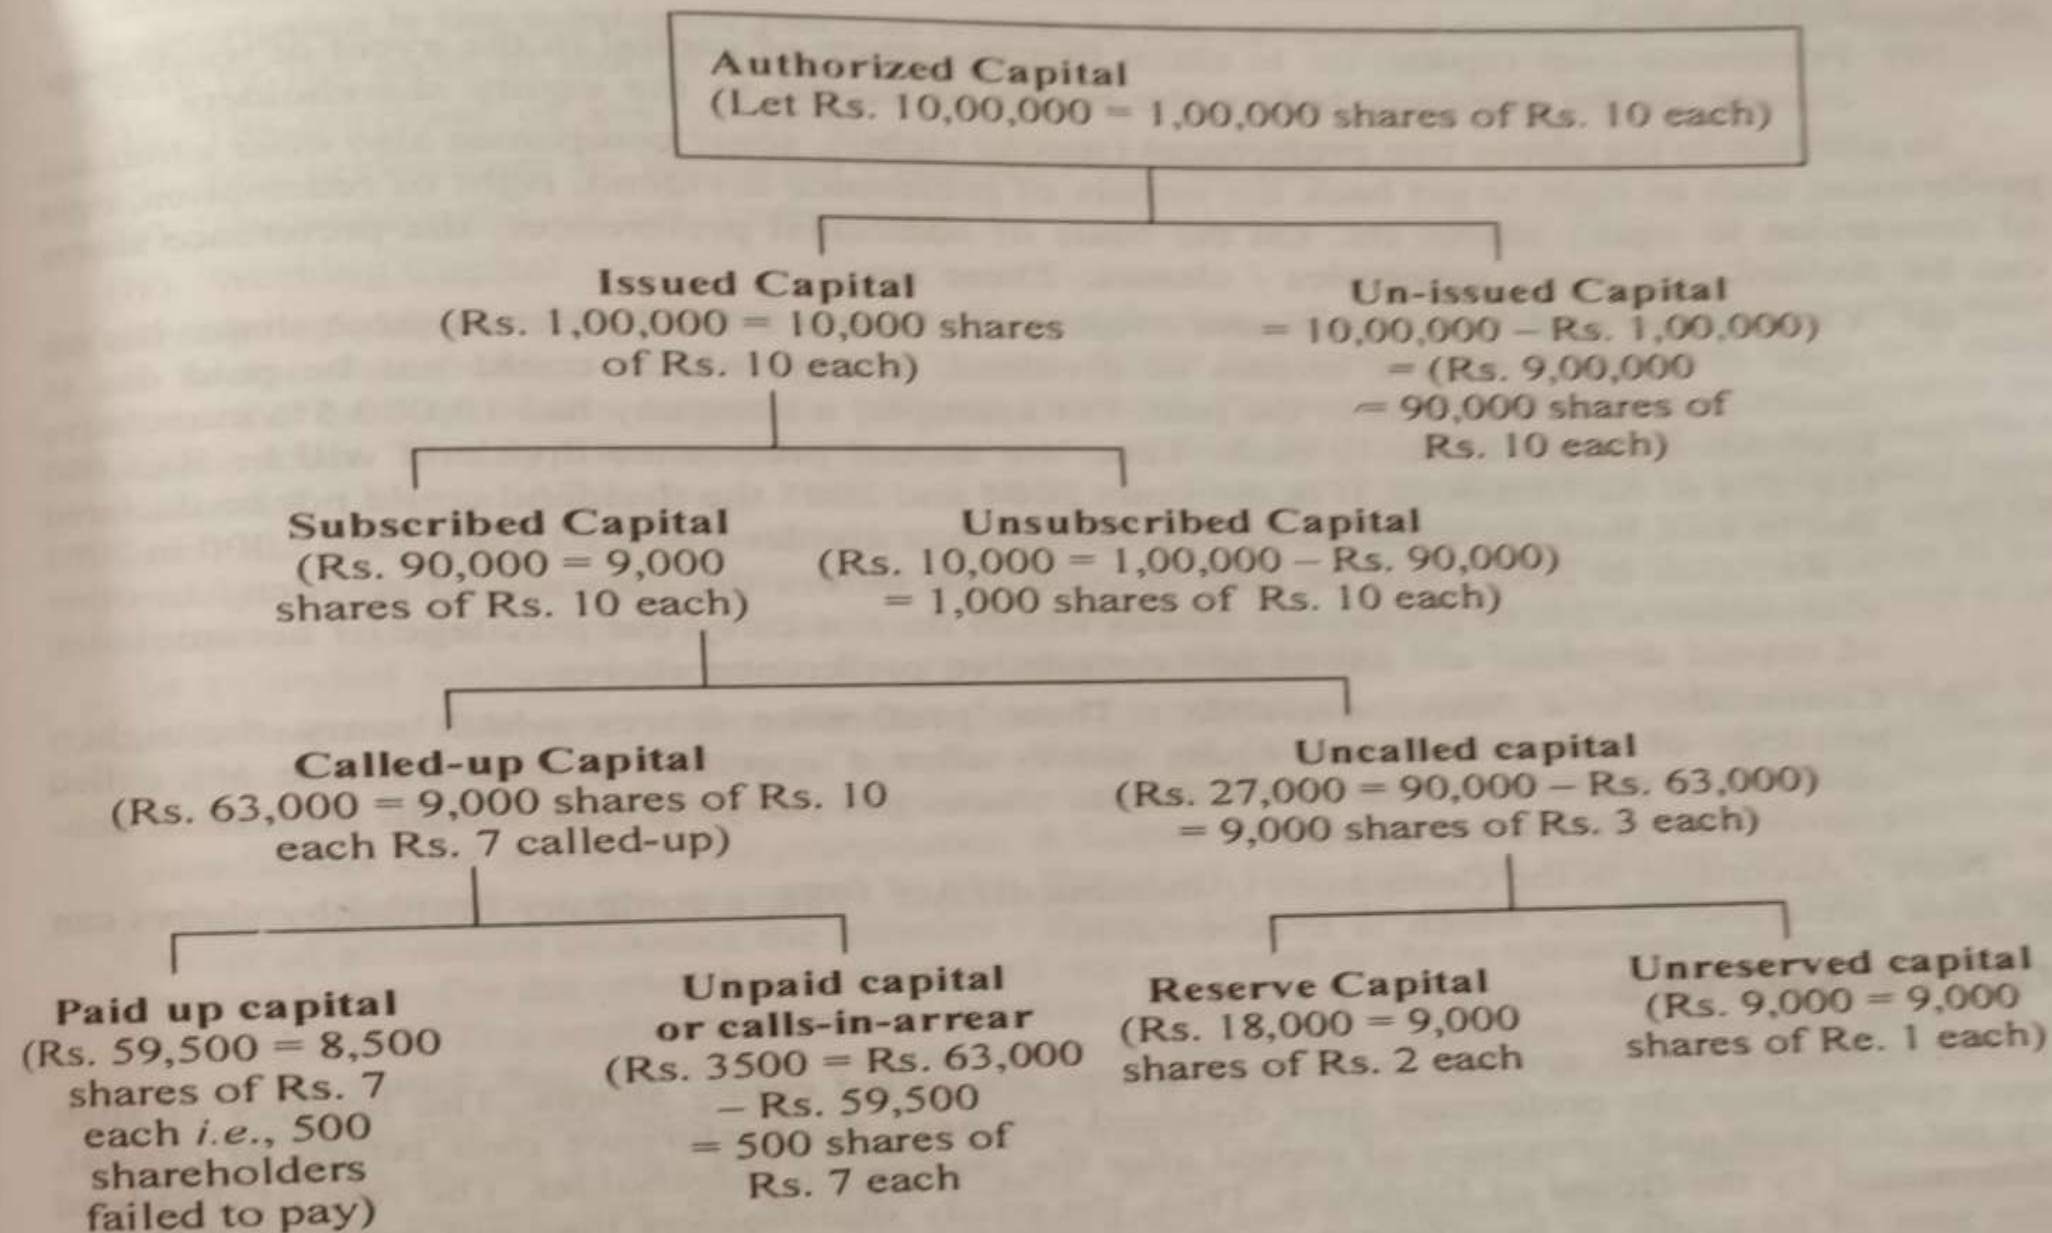 Authorized Capital
(Let Rs. 10,00,000 = 1,00,000 shares of Rs. 10 each)
Issued Capital
(Rs. 1,00,000 = 10,000 shares
of Rs. 10 each)
Un-issued Capital
= 10,00,000 – Rs. 1,00,000)
= (Rs. 9,00,000
= 90,000 shares of
Rs. 10 each)
Subscribed Capital
(Rs. 90,000 = 9,000
shares of Rs. 10 each)
Unsubscribed Capital
(Rs. 10,000 = 1,00,000 – Rs. 90,000)
= 1,000 shares of Rs. 10 each)
Called-up Capital
(Rs. 63,000 = 9,000 shares of Rs. 10
each Rs. 7 called-up)
Uncalled capital
(Rs. 27,000 = 90,000 – Rs. 63,000)
= 9,000 shares of Rs. 3 each)
Paid up capital
(Rs. 59,500 = 8,500
shares of Rs. 7
each i.e., 500
shareholders
failed to pay)
Unpaid capital
or calls-in-arrear
(Rs. 3500 = Rs. 63,000
– Rs. 59,500
= 500 shares of
Rs. 7 each
Reserve Capital
(Rs. 18,000 = 9,000
shares of Rs. 2 each
Unreserved capital
(Rs. 9,000 = 9,000
shares of Re. 1 each)